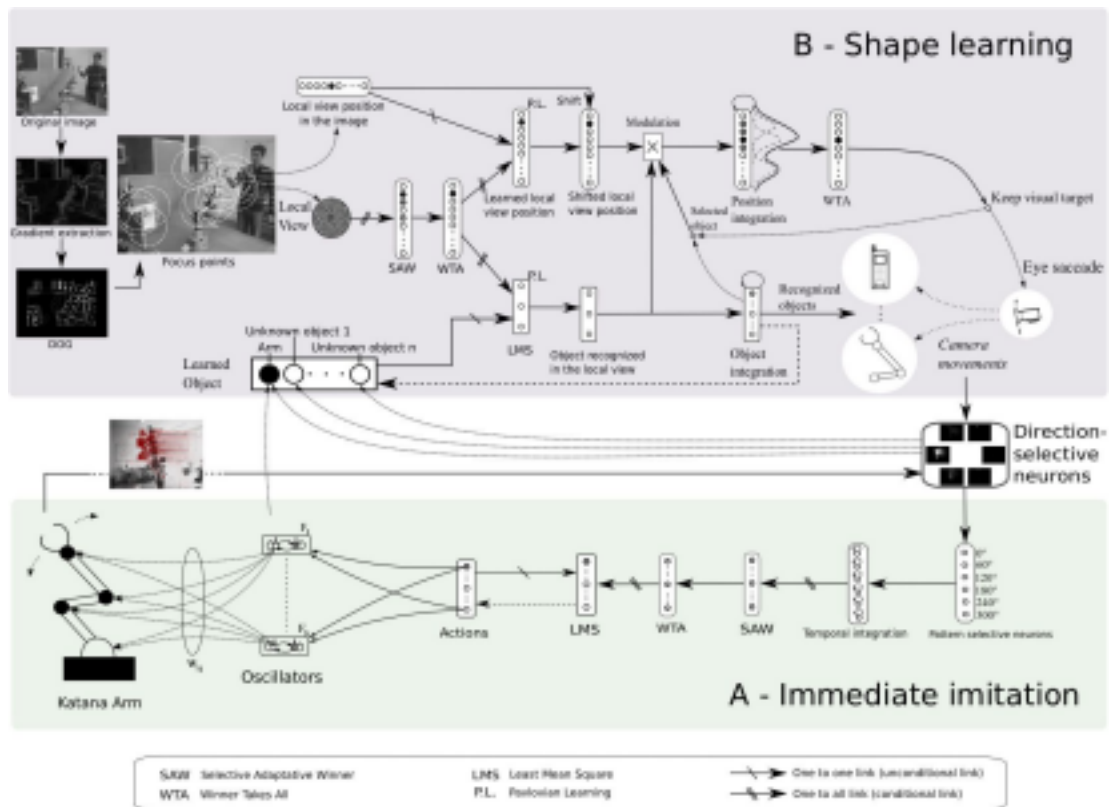 B - Shape learning
Original image
Gradient extraction
DOG
Focus points
Local view position
in the image
Local
View
SAW
WTA
P.L.
Learned local
view position
Shift
Shifted local
view position
Modulation
Selected
object
Position
integration
WTA
Keep visual target
Eye saccade
P.L.
LMS
Object recognized
in the local view
Object
integration
Recognized
objects
Camera
movements
Learned
Object
Unknown object 1
Arm
Unknown object n
Direction-
selective
neurons
Katana Arm
Oscillators
Actions
LMS
WTA
SAW
Temporal integration
0°
60°
120°
180°
240°
300°
Pattern selective neurons
A - Immediate imitation
SAW Selective Adaptative Winner
WTA Winner Takes All
LMS Least Mean Square
P.L. Pavlovian Learning
One to one link (unconditional link)
One to all link (conditional link)